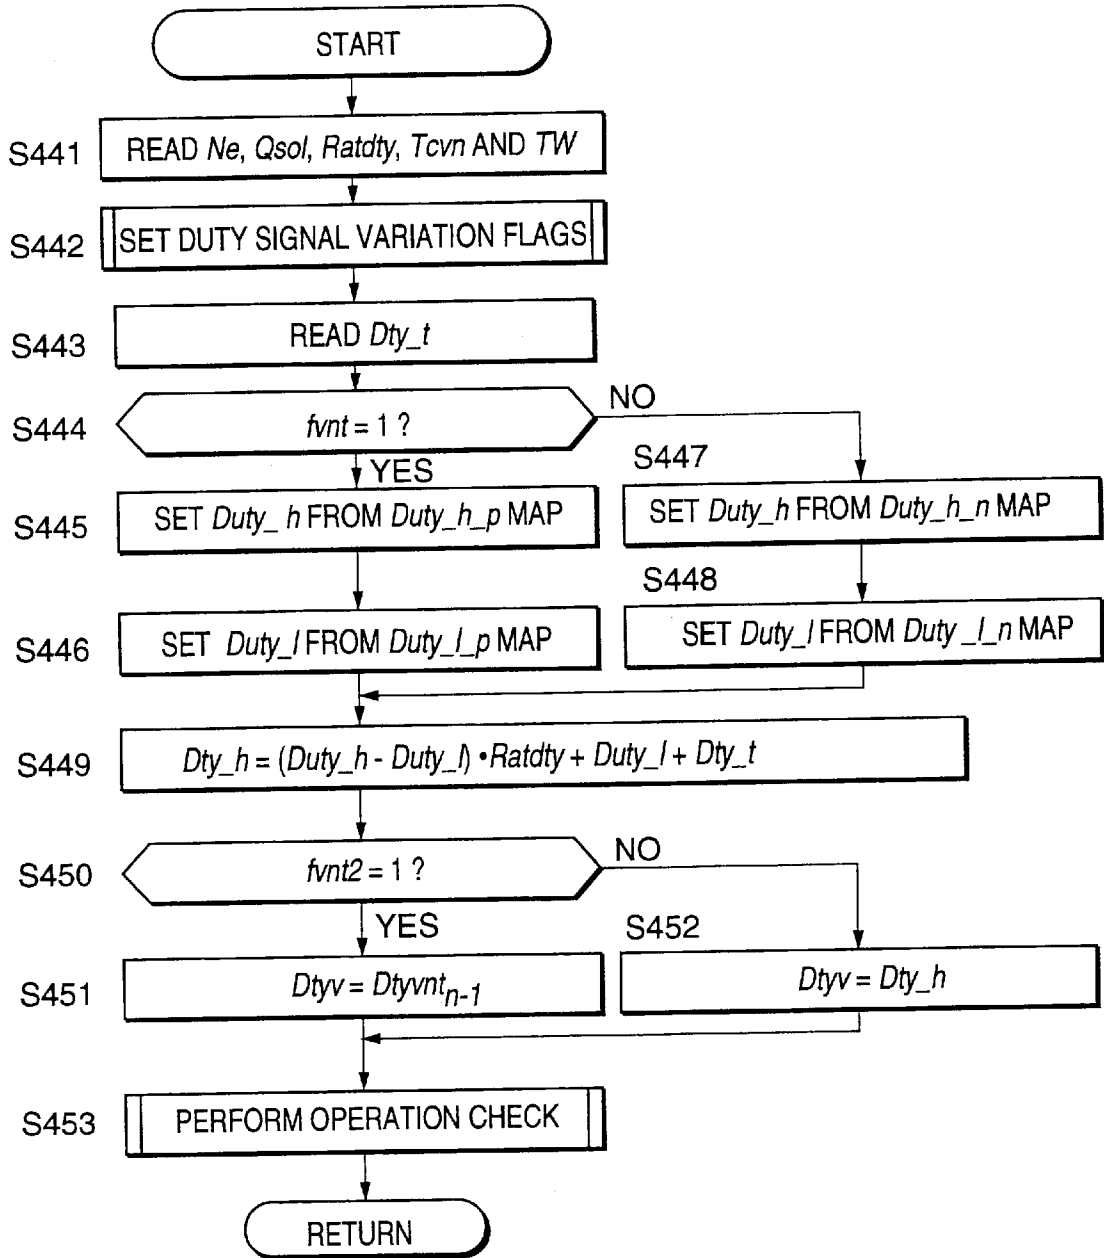 START
S441
READ Ne, Qsol, Ratdty, Tcvn AND TW
S442
SET DUTY SIGNAL VARIATION FLAGS
S443
READ Dty_t
S444
fvnt = 1 ?
NO
YES
S445
SET Duty_ h FROM Duty_h_p MAP
S447
SET Duty_h FROM Duty_h_n MAP
S446
SET Duty_l FROM Duty_l_p MAP
S448
SET Duty_l FROM Duty _l_n MAP
S449
Dty_h = (Duty_h - Duty_l) •Ratdty + Duty_l + Dty_t
S450
fvnt2 = 1 ?
NO
YES
S451
Dtyv = Dtyvnt n-1
S452
Dtyv = Dty_h
S453
PERFORM OPERATION CHECK
RETURN